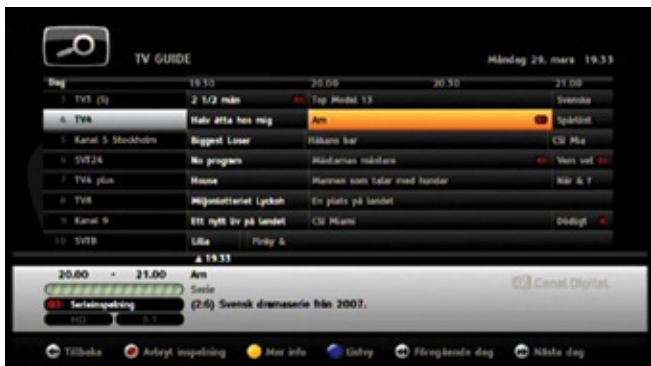 TV GUIDE
Måndag 29. mars 19.33
Dag 19.30 20.00 20.30 21.00
3 TV3 (S) 2 1/2 män Top Model 13 Svenska
4 TV4 Halv åtta hos mig Arn Spårlöst
5 Kanal 5 Stockholm Biggest Loser Håkans bar CSI Mia
6 SVT24 No program Mästarnas mästare Vem vet
7 TV4 plus House Mannen som talar med hundar När & f
8 TV8 Miljonlotteriet Lyckoh En plats på landet
9 Kanal 9 Ett nytt liv på landet CSI Miami Dödligt
10 SVTB Lilla Pinky &
▲ 19.33
20.00 - 21.00 Arn
Serie
Serieinspelning (2:6) Svensk dramaserie från 2007.
HD 5.1
Canal Digital
Tillbaka Avbryt inspelning Mer info Listvy Föregående dag Nästa dag